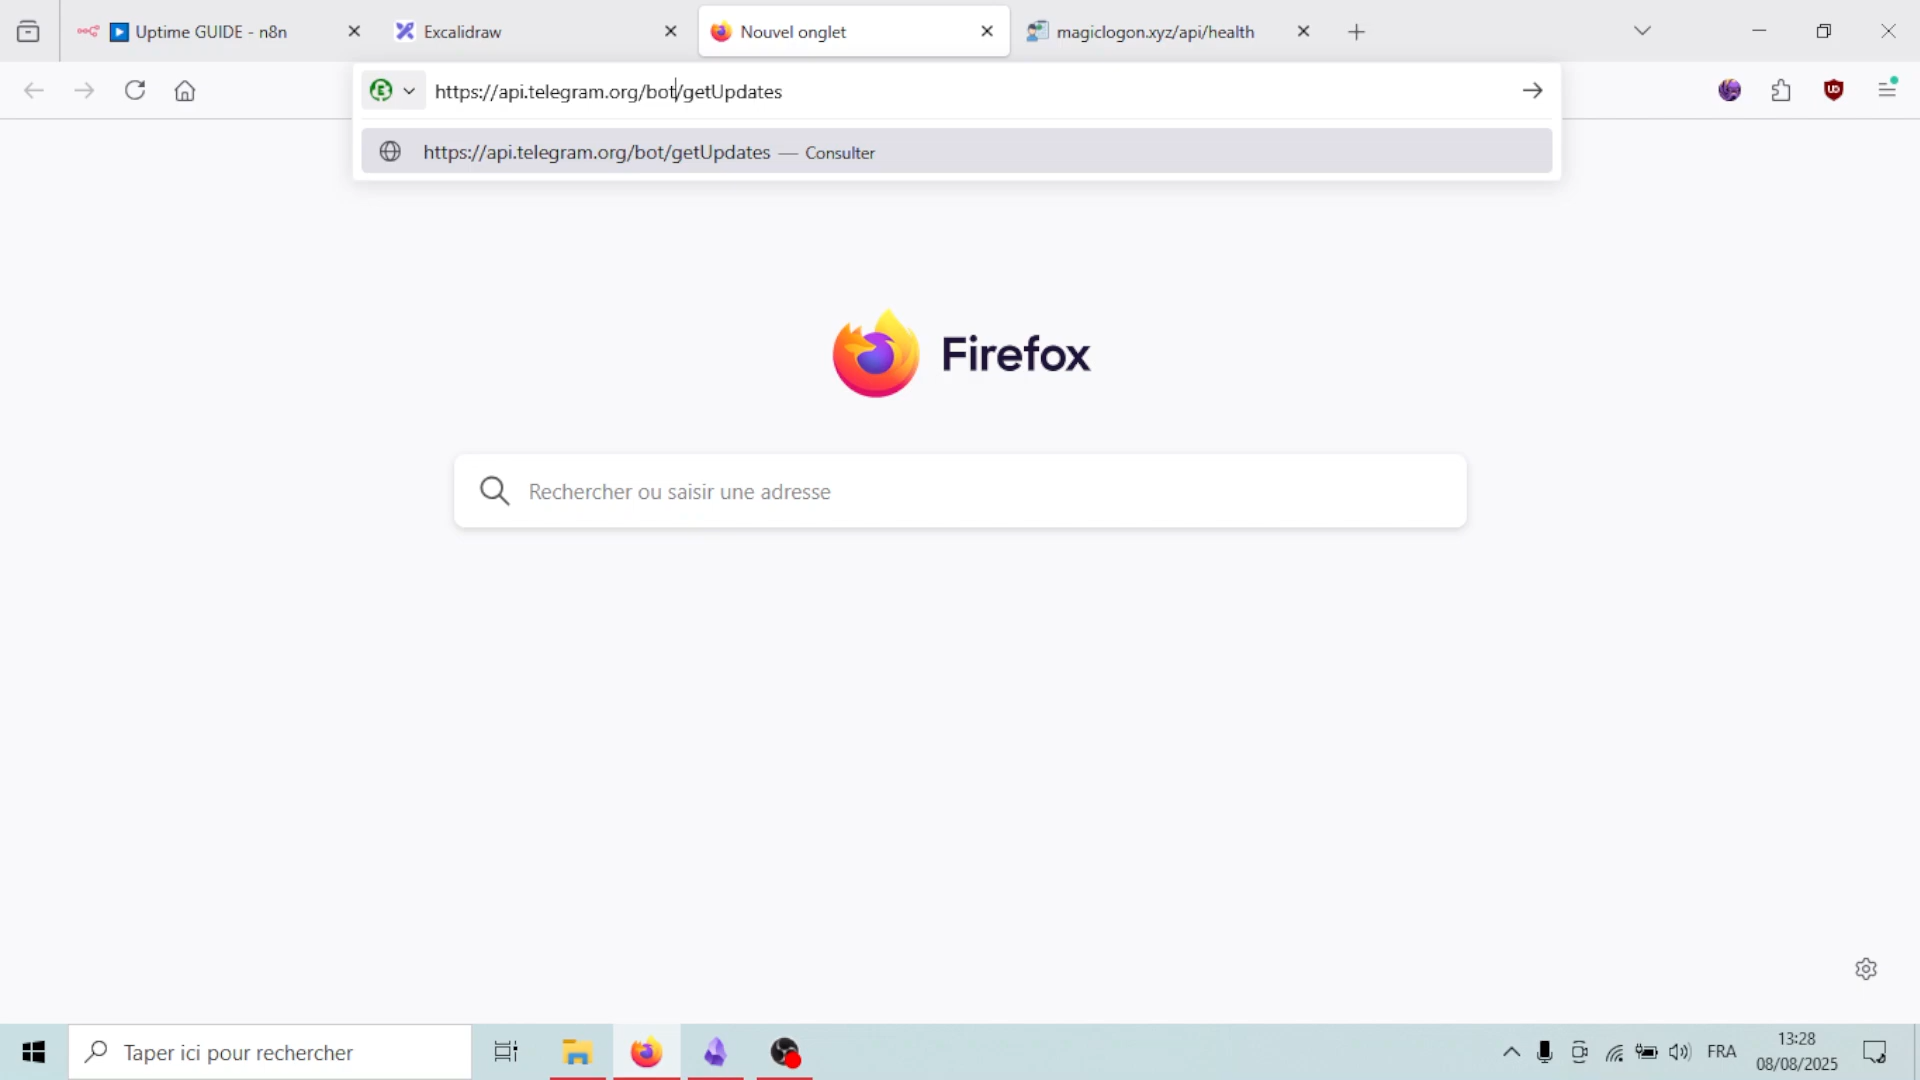 Uptime GUIDE - n8n
Excalidraw
Nouvel onglet
magiclogon.xyz/api/health
https://api.telegram.org/bot/getUpdates
https://api.telegram.org/bot/getUpdates — Consulter
Firefox
Rechercher ou saisir une adresse
Taper ici pour rechercher
FRA
13:28
08/08/2025